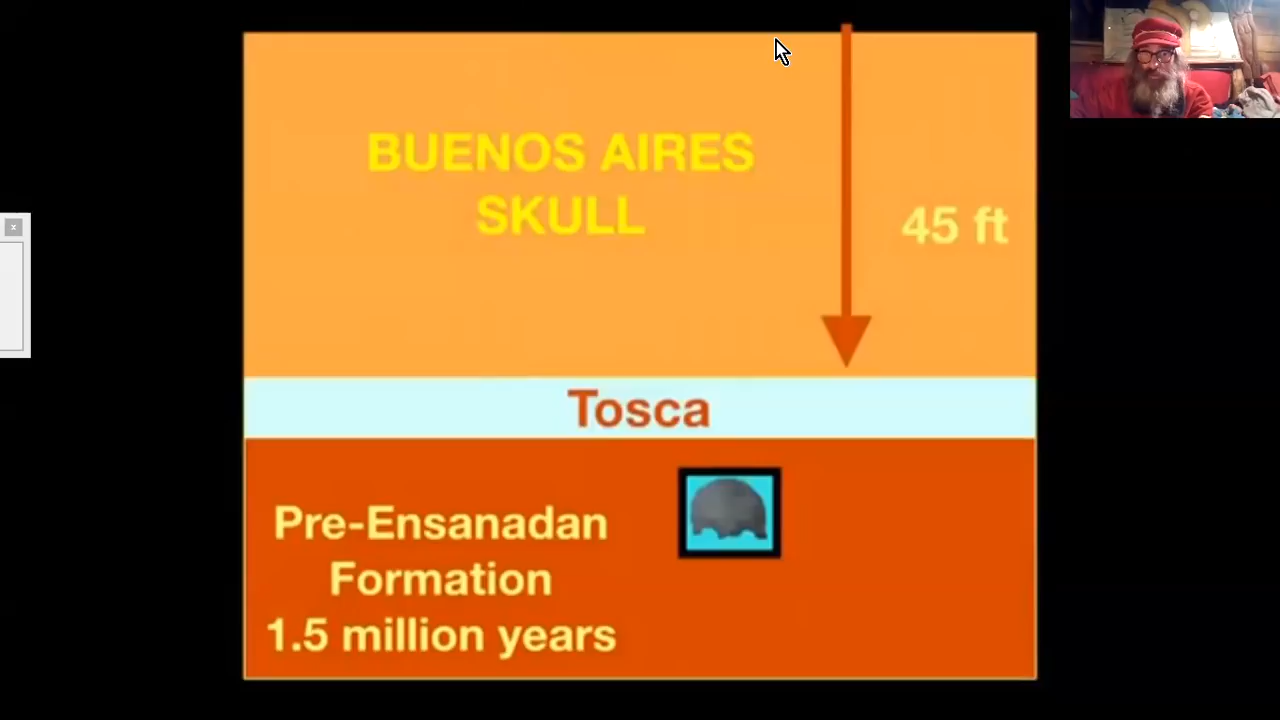 BUENOS AIRES
SKULL
45 ft
Tosca
Pre-Ensanadan
Formation
1.5 million years
x